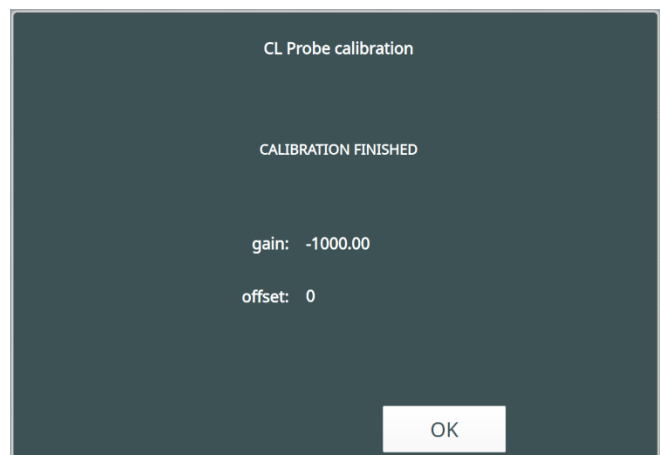 CL Probe calibration
CALIBRATION FINISHED
gain: -1000.00
offset: 0
OK